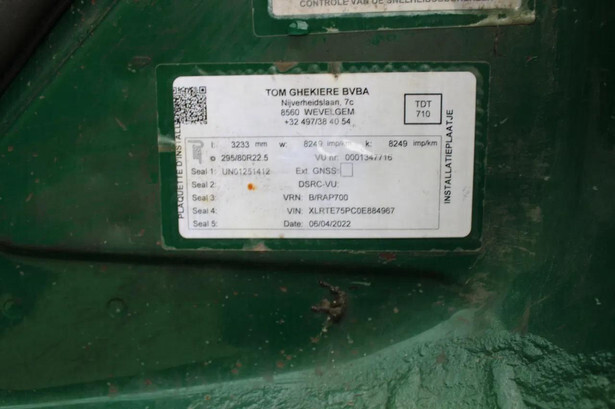 CONTROLE VAN DE
TOM GHEKIERE BVBA
Nijverheidslaan, 7c
8560 WEVELGEM
+32 497/38 40 54
TDT
710
PLAQUETTE D'INSTALL
INSTALLATIEPLAATJE
l: 3233 mm w: 8249 imp/km k: 8249 imp/km
ø 295/80R22.5 VU nr: 0001347716
Seal 1: UN01251412 Ext. GNSS:
Seal 2: DSRC-VU:
Seal 3: VRN: B/RAP700
Seal 4: VIN: XLRTE75PC0E884967
Seal 5: Date: 06/04/2022